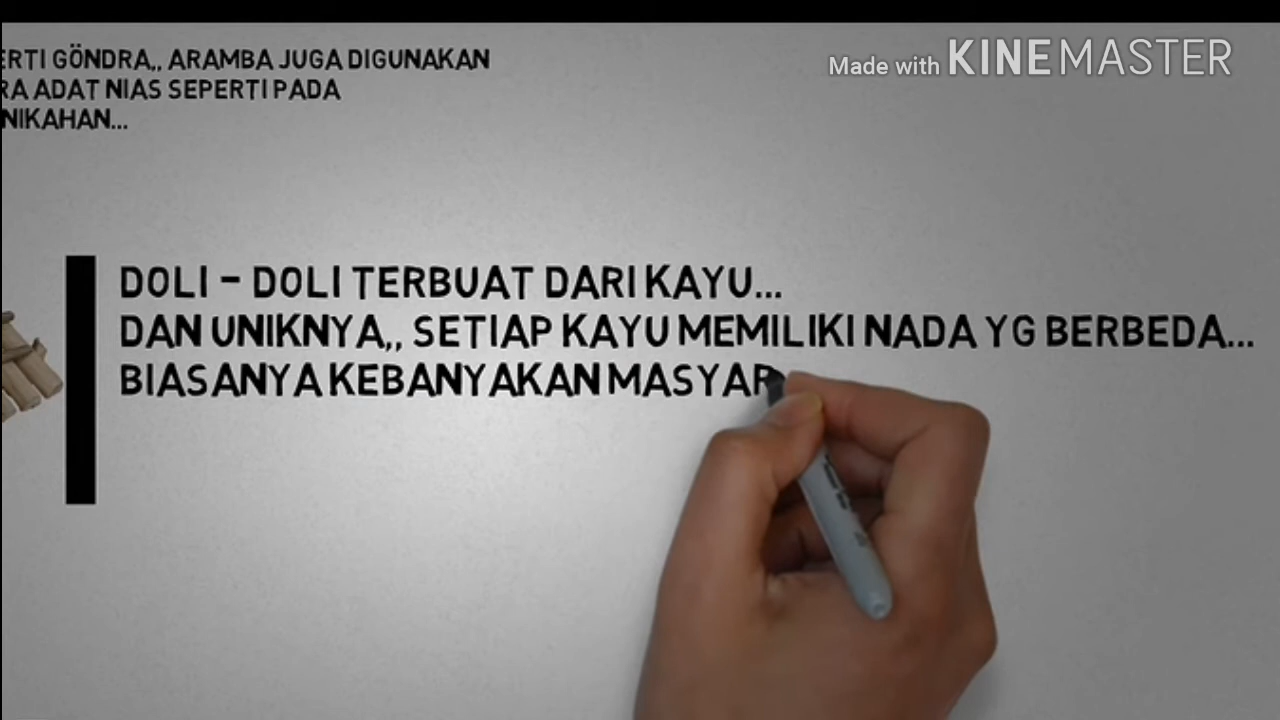 ERTI GÖNDRA,, ARAMBA JUGA DIGUNAKAN
RA ADAT NIAS SEPERTI PADA
NIKAHAN...
Made with KINEMASTER
DOLI - DOLI TERBUAT DARI KAYU...
DAN UNIKNYA,, SETIAP KAYU MEMILIKI NADA YG BERBEDA...
BIASANYA KEBANYAKAN MASYAR